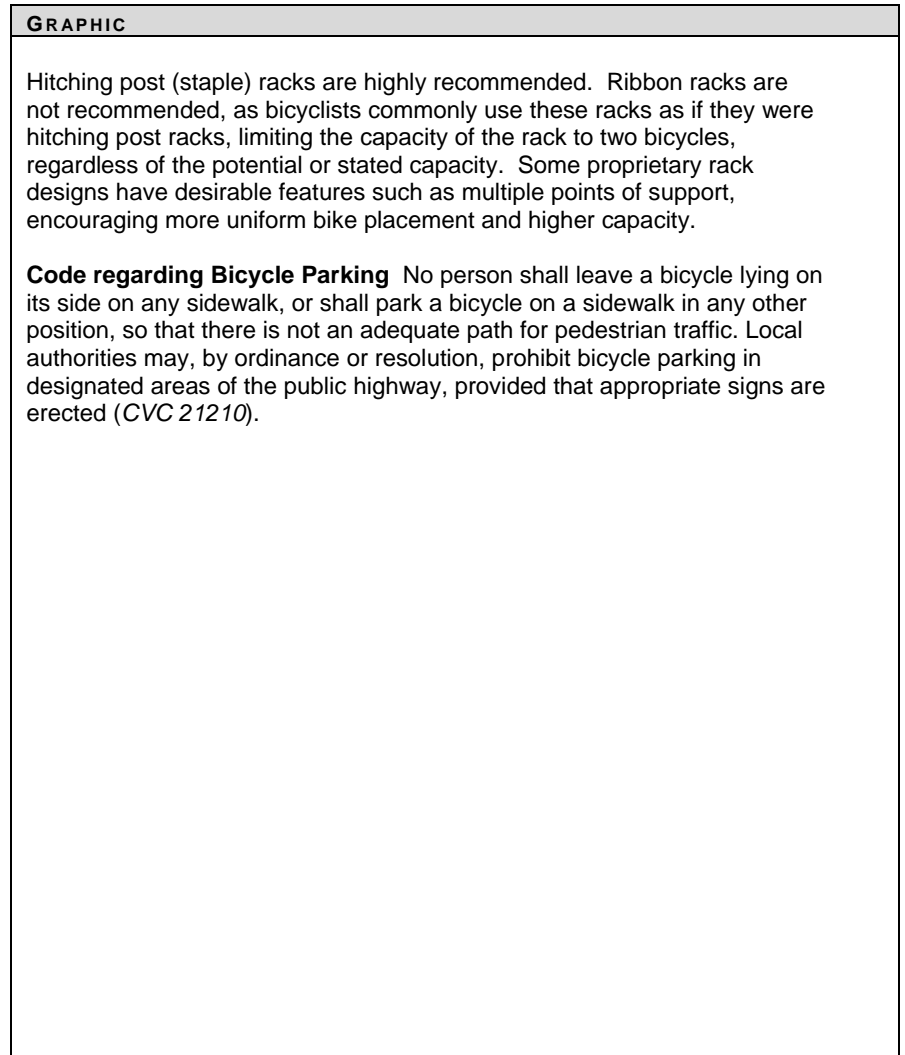 GRAPHIC
Hitching post (staple) racks are highly recommended.  Ribbon racks are
not recommended, as bicyclists commonly use these racks as if they were
hitching post racks, limiting the capacity of the rack to two bicycles,
regardless of the potential or stated capacity.  Some proprietary rack
designs have desirable features such as multiple points of support,
encouraging more uniform bike placement and higher capacity.
Code regarding Bicycle Parking  No person shall leave a bicycle lying on
its side on any sidewalk, or shall park a bicycle on a sidewalk in any other
position, so that there is not an adequate path for pedestrian traffic. Local
authorities may, by ordinance or resolution, prohibit bicycle parking in
designated areas of the public highway, provided that appropriate signs are
erected (CVC 21210).